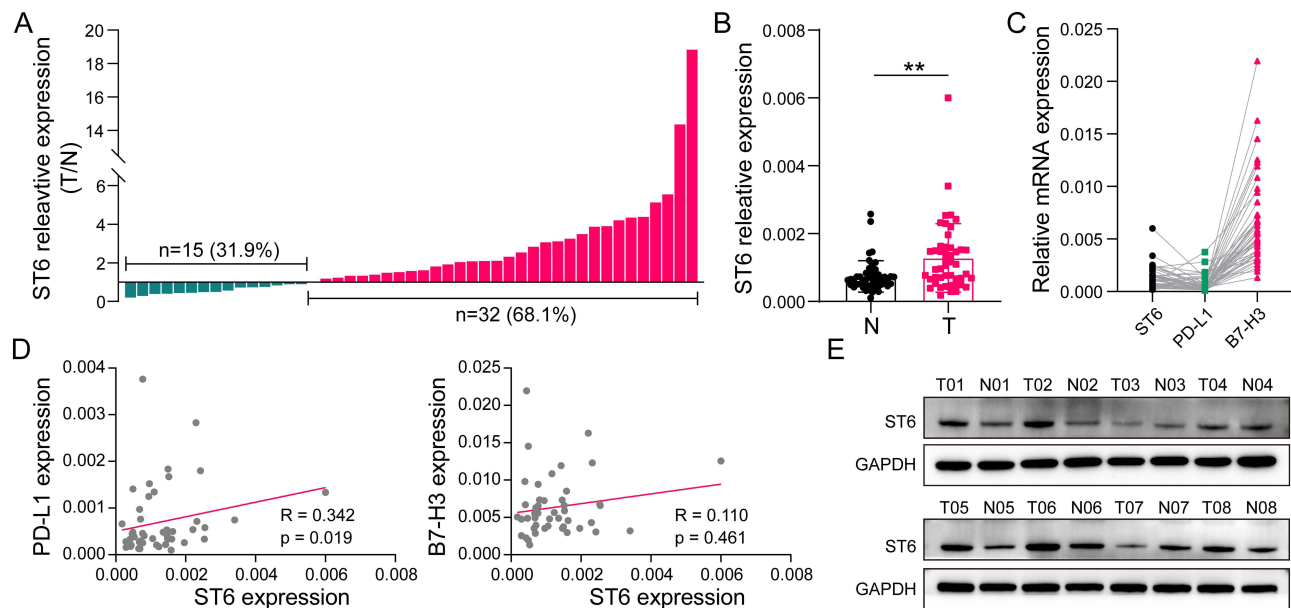 A
ST6 releavtive expression
(T/N)
20
18
16
14
6
4
2
0
n=15 (31.9%)
n=32 (68.1%)
B
ST6 releative expression
0.008
0.006
0.004
0.002
0.000
**
N
T
C
Relative mRNA expression
0.025
0.020
0.015
0.010
0.005
0.000
ST6
PD-L1
B7-H3
D
PD-L1 expression
0.004
0.003
0.002
0.001
0.000
R = 0.342
p = 0.019
0.000 0.002 0.004 0.006 0.008
ST6 expression
B7-H3 expression
0.025
0.020
0.015
0.010
0.005
0.000
R = 0.110
p = 0.461
0.000 0.002 0.004 0.006 0.008
ST6 expression
E
T01 N01 T02 N02 T03 N03 T04 N04
ST6
GAPDH
T05 N05 T06 N06 T07 N07 T08 N08
ST6
GAPDH